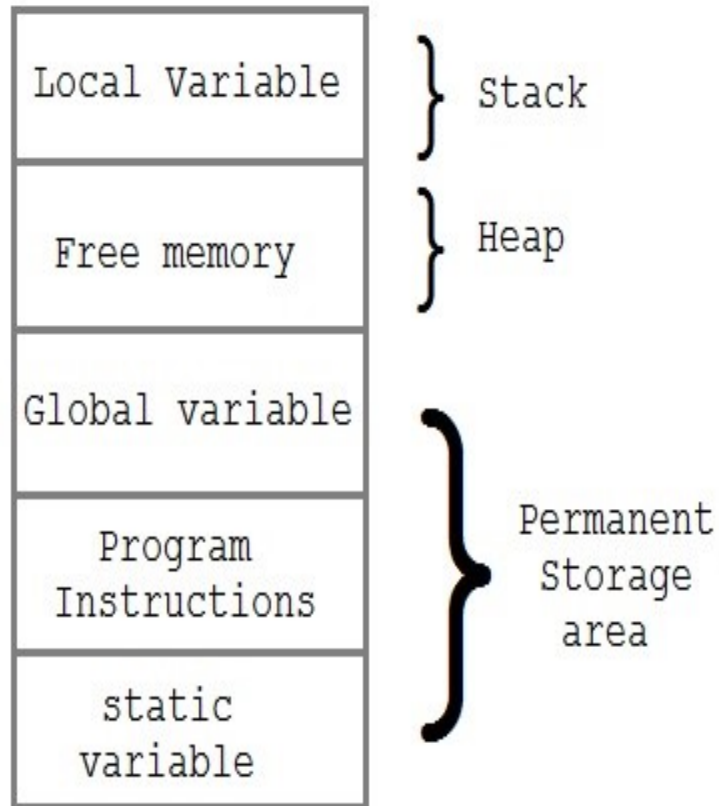 Local Variable
Stack
Free memory
Heap
Global variable
Program
Instructions
Permanent
Storage
area
static
variable